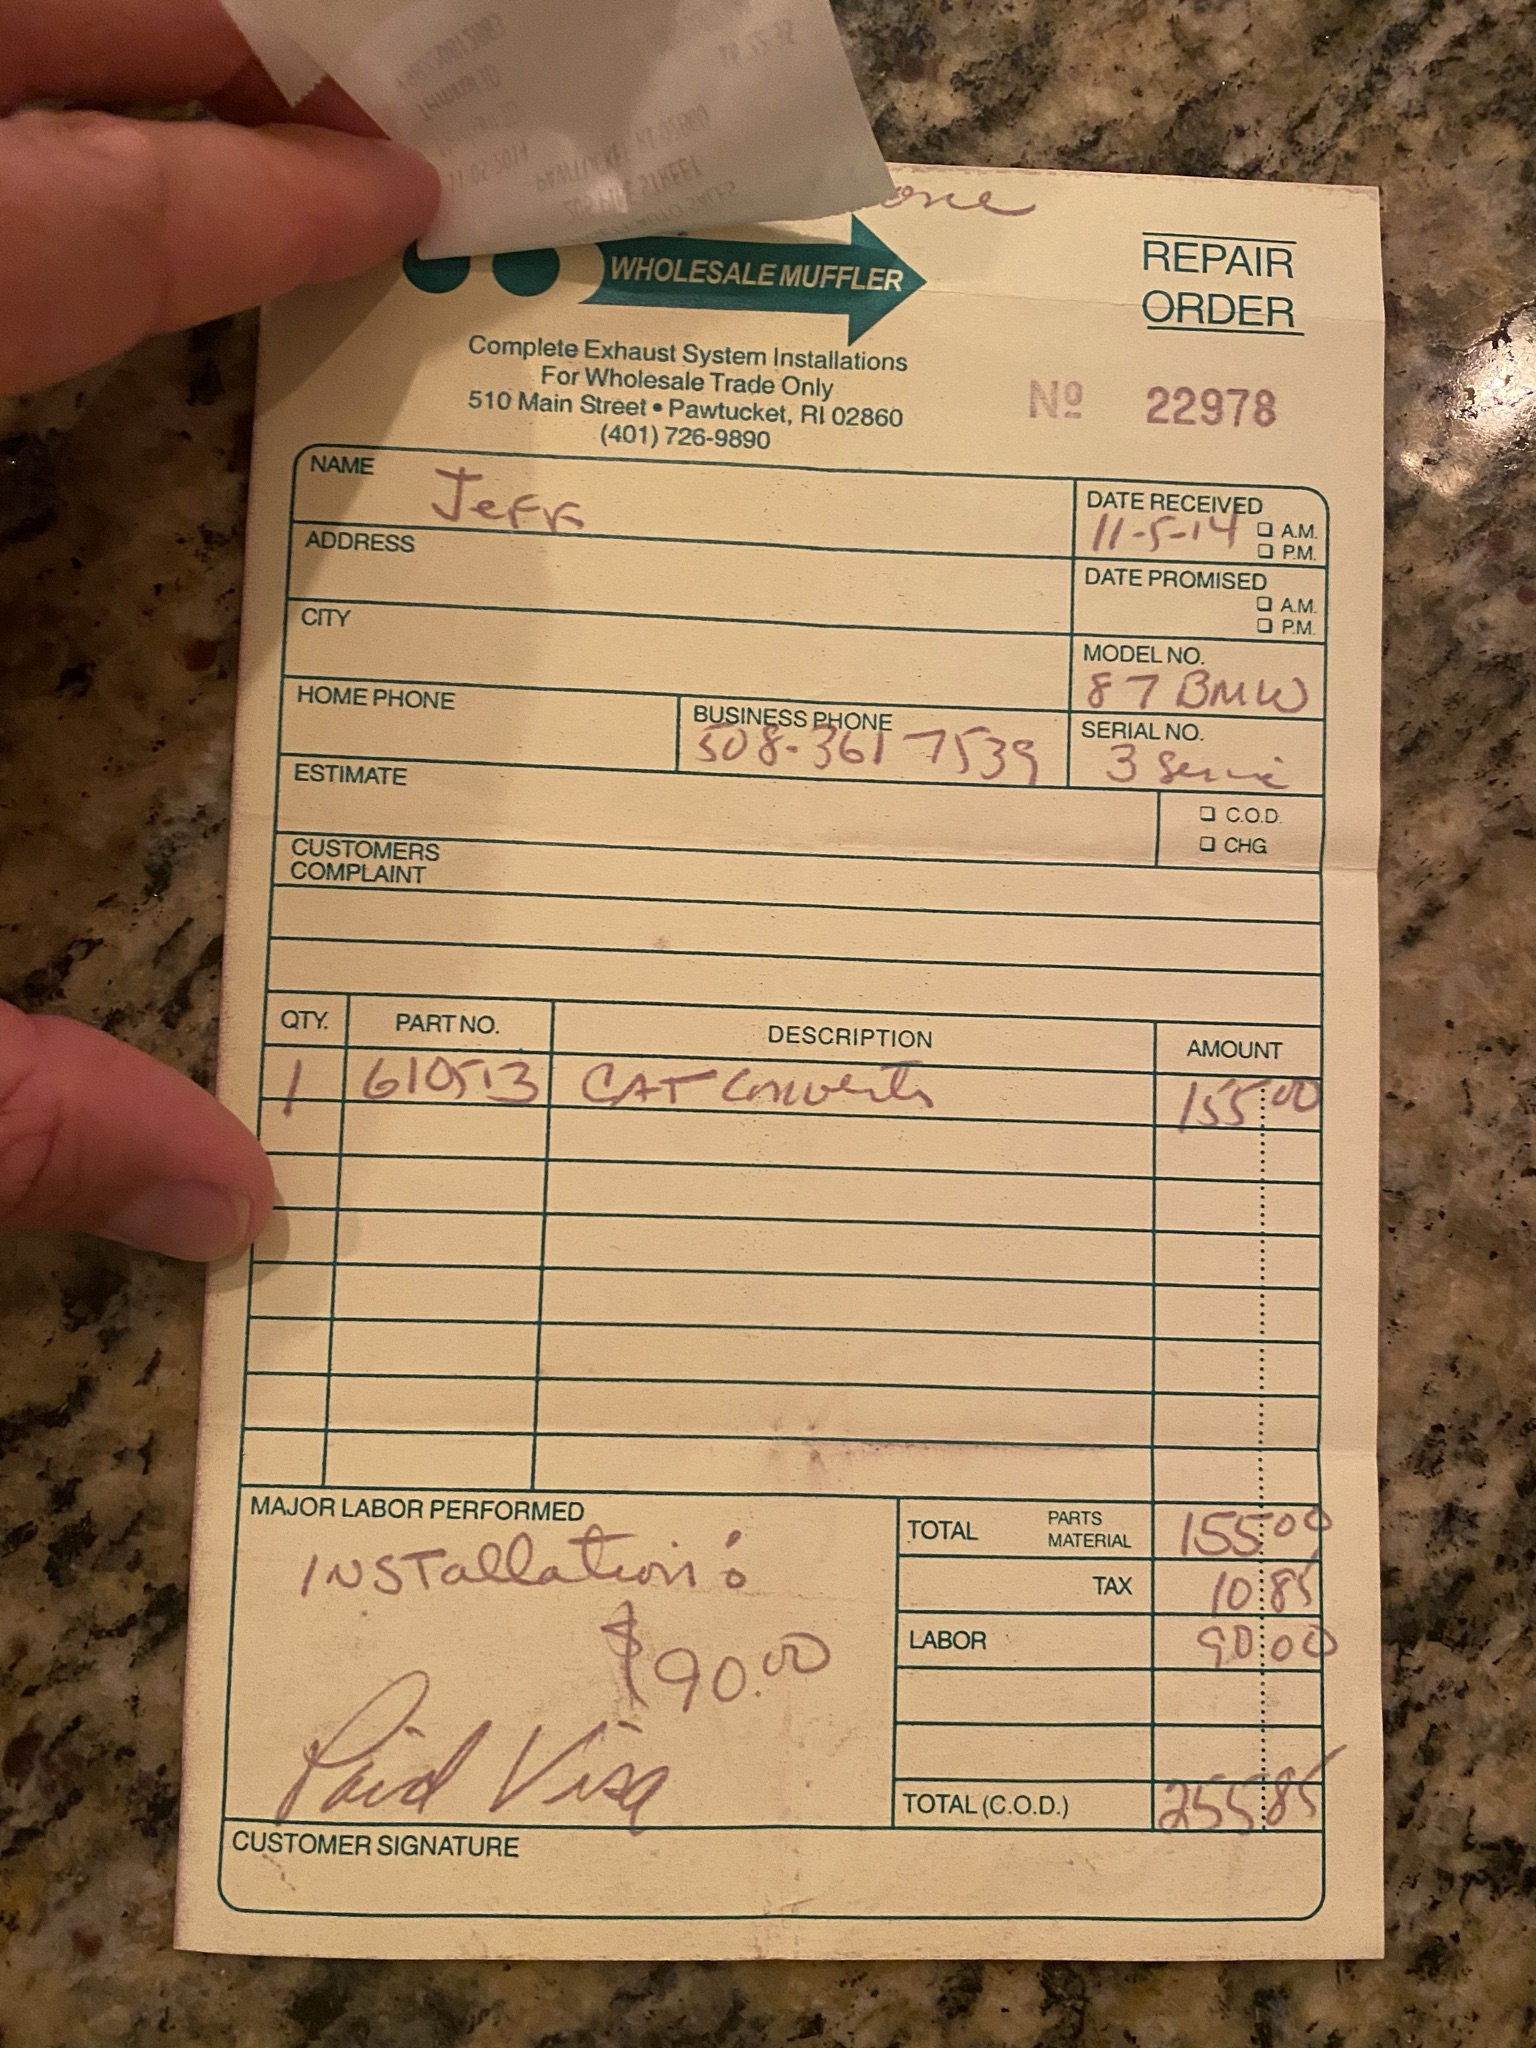 WHOLESALE MUFFLER
REPAIR
ORDER
Complete Exhaust System Installations
For Wholesale Trade Only
510 Main Street • Pawtucket, RI 02860
(401) 726-9890
Nº 22978
NAME Jeff
DATE RECEIVED
11-5-14 A.M.
P.M.
ADDRESS
DATE PROMISED
A.M.
P.M.
CITY
MODEL NO.
87 BMW
HOME PHONE
BUSINESS PHONE
508-361 7539
SERIAL NO.
3 Serie
ESTIMATE
C.O.D.
CHG
CUSTOMERS
COMPLAINT
QTY. PART NO. DESCRIPTION AMOUNT
1 610513 CAT Converter 155 00
MAJOR LABOR PERFORMED
INSTallation:
$90.00
Paid Visa
TOTAL PARTS
MATERIAL 155 00
TAX 10 85
LABOR 90 00
TOTAL (C.O.D.) 255 85
CUSTOMER SIGNATURE